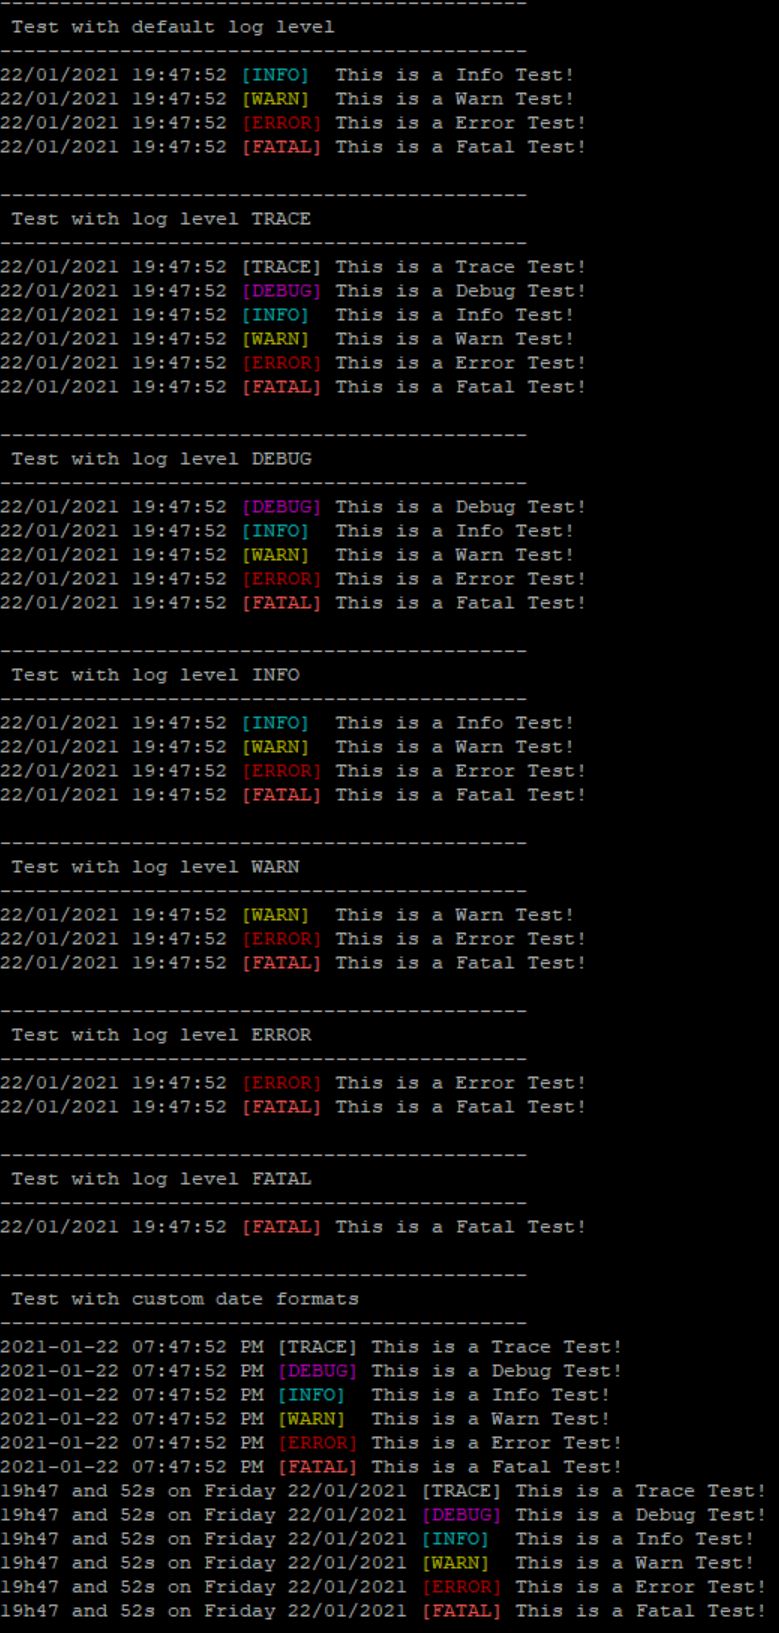 --------------------------------------------
 Test with default log level
--------------------------------------------
22/01/2021 19:47:52 [INFO]  This is a Info Test!
22/01/2021 19:47:52 [WARN]  This is a Warn Test!
22/01/2021 19:47:52 [ERROR] This is a Error Test!
22/01/2021 19:47:52 [FATAL] This is a Fatal Test!

--------------------------------------------
 Test with log level TRACE
--------------------------------------------
22/01/2021 19:47:52 [TRACE] This is a Trace Test!
22/01/2021 19:47:52 [DEBUG] This is a Debug Test!
22/01/2021 19:47:52 [INFO]  This is a Info Test!
22/01/2021 19:47:52 [WARN]  This is a Warn Test!
22/01/2021 19:47:52 [ERROR] This is a Error Test!
22/01/2021 19:47:52 [FATAL] This is a Fatal Test!

--------------------------------------------
 Test with log level DEBUG
--------------------------------------------
22/01/2021 19:47:52 [DEBUG] This is a Debug Test!
22/01/2021 19:47:52 [INFO]  This is a Info Test!
22/01/2021 19:47:52 [WARN]  This is a Warn Test!
22/01/2021 19:47:52 [ERROR] This is a Error Test!
22/01/2021 19:47:52 [FATAL] This is a Fatal Test!

--------------------------------------------
 Test with log level INFO
--------------------------------------------
22/01/2021 19:47:52 [INFO]  This is a Info Test!
22/01/2021 19:47:52 [WARN]  This is a Warn Test!
22/01/2021 19:47:52 [ERROR] This is a Error Test!
22/01/2021 19:47:52 [FATAL] This is a Fatal Test!

--------------------------------------------
 Test with log level WARN
--------------------------------------------
22/01/2021 19:47:52 [WARN]  This is a Warn Test!
22/01/2021 19:47:52 [ERROR] This is a Error Test!
22/01/2021 19:47:52 [FATAL] This is a Fatal Test!

--------------------------------------------
 Test with log level ERROR
--------------------------------------------
22/01/2021 19:47:52 [ERROR] This is a Error Test!
22/01/2021 19:47:52 [FATAL] This is a Fatal Test!

--------------------------------------------
 Test with log level FATAL
--------------------------------------------
22/01/2021 19:47:52 [FATAL] This is a Fatal Test!

--------------------------------------------
 Test with custom date formats
--------------------------------------------
2021-01-22 07:47:52 PM [TRACE] This is a Trace Test!
2021-01-22 07:47:52 PM [DEBUG] This is a Debug Test!
2021-01-22 07:47:52 PM [INFO]  This is a Info Test!
2021-01-22 07:47:52 PM [WARN]  This is a Warn Test!
2021-01-22 07:47:52 PM [ERROR] This is a Error Test!
2021-01-22 07:47:52 PM [FATAL] This is a Fatal Test!
19h47 and 52s on Friday 22/01/2021 [TRACE] This is a Trace Test!
19h47 and 52s on Friday 22/01/2021 [DEBUG] This is a Debug Test!
19h47 and 52s on Friday 22/01/2021 [INFO]  This is a Info Test!
19h47 and 52s on Friday 22/01/2021 [WARN]  This is a Warn Test!
19h47 and 52s on Friday 22/01/2021 [ERROR] This is a Error Test!
19h47 and 52s on Friday 22/01/2021 [FATAL] This is a Fatal Test!